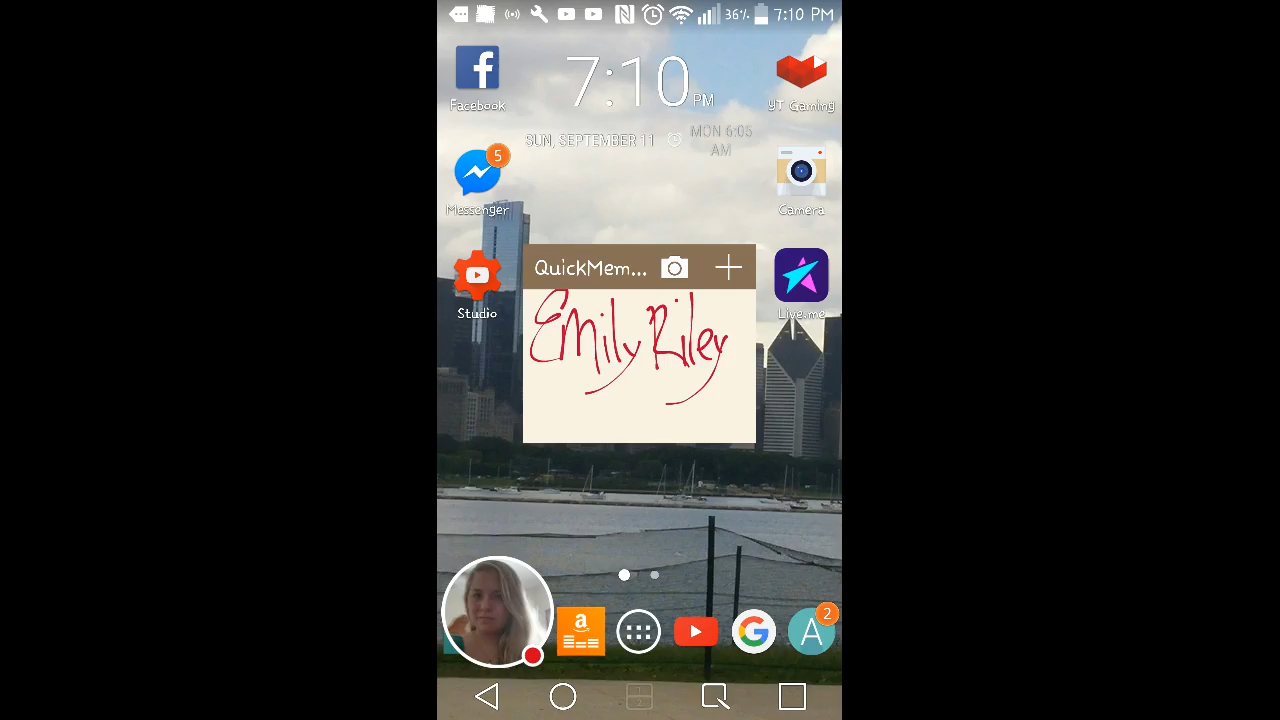 36% 7:10 PM
Facebook
7:10 PM
YT Gaming
SUN, SEPTEMBER 11
MON 6:05 AM
5
Messenger
Camera
Studio
QuickMem...
Live.me
Emily Riley
a
G
A
2